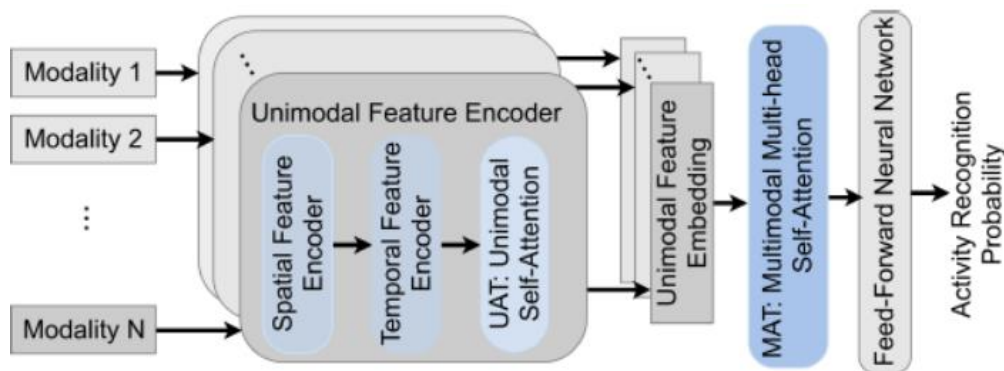 Modality 1
Modality 2
...
Modality N
...
Unimodal Feature Encoder
Spatial Feature
Encoder
Temporal Feature
Encoder
UAT: Unimodal
Self-Attention
...
Unimodal Feature
Embedding
MAT: Multimodal Multi-head
Self-Attention
Feed-Forward Neural Network
Activity Recognition
Probability